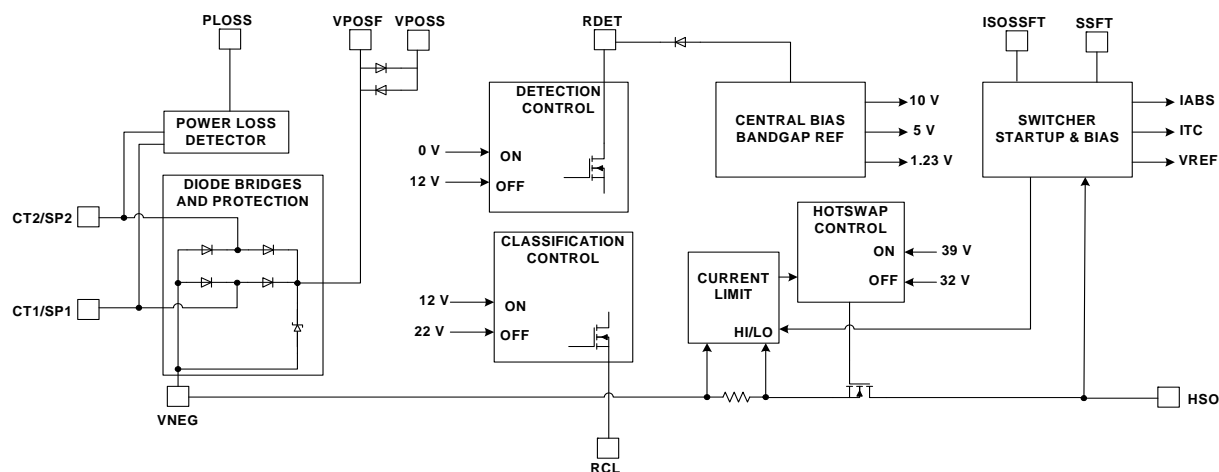 PLOSS
VPOSF
VPOSS
RDET
ISOSSFT
SSFT
POWER LOSS
DETECTOR
DETECTION
CONTROL
0 V
ON
12 V
OFF
CENTRAL BIAS
BANDGAP REF
10 V
5 V
1.23 V
SWITCHER
STARTUP & BIAS
IABS
ITC
VREF
DIODE BRIDGES
AND PROTECTION
CT2/SP2
CT1/SP1
CLASSIFICATION
CONTROL
12 V
ON
22 V
OFF
HOTSWAP
CONTROL
ON
39 V
OFF
32 V
CURRENT
LIMIT
HI/LO
VNEG
HSO
RCL